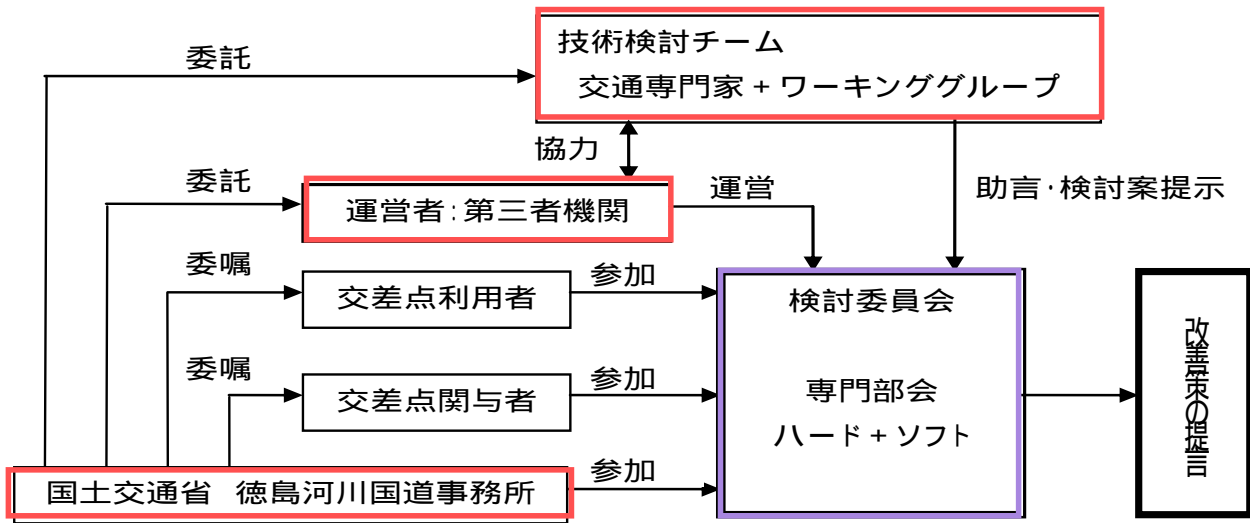 技術検討チーム
交通専門家+ワーキンググループ
委託
協力
委託
運営者:第三者機関
運営
助言・検討案提示
委嘱
交差点利用者
参加
検討委員会
専門部会
ハード+ソフト
委嘱
交差点関与者
参加
改善策の提言
国土交通省 徳島河川国道事務所
参加